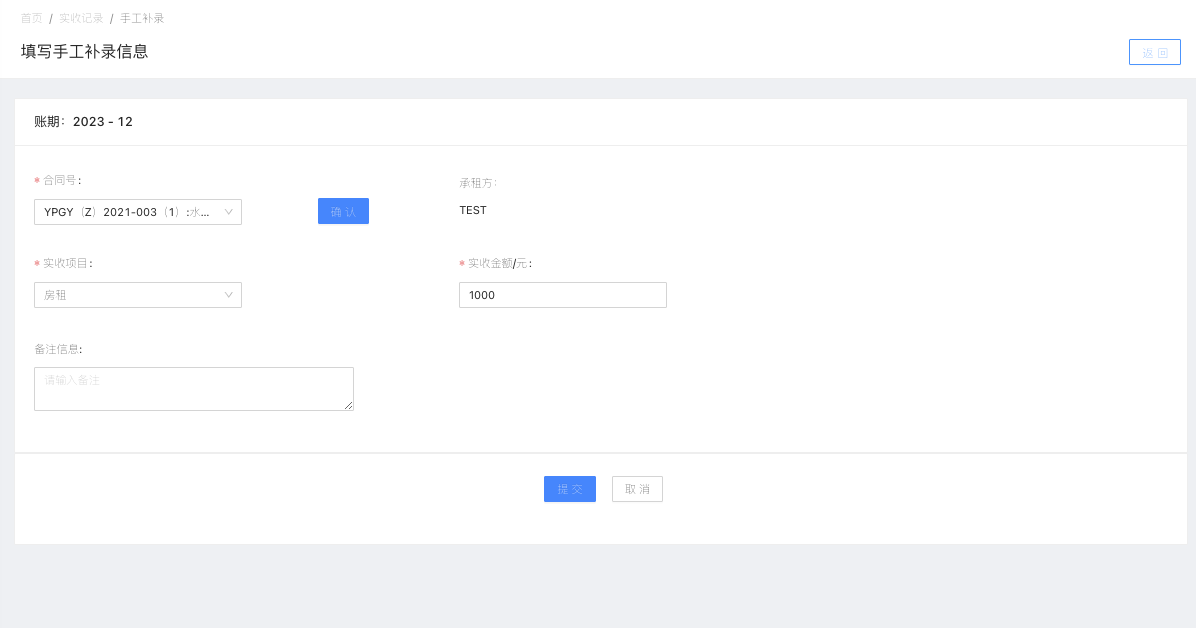 首页 / 实收记录 / 手工补录
填写手工补录信息
返 回
账期：2023 - 12
* 合同号:
承租方:
YPGY（Z）2021-003（1）:水...
确 认
TEST
* 实收项目:
* 实收金额/元:
房租
1000
备注信息:
请输入备注
提 交
取 消